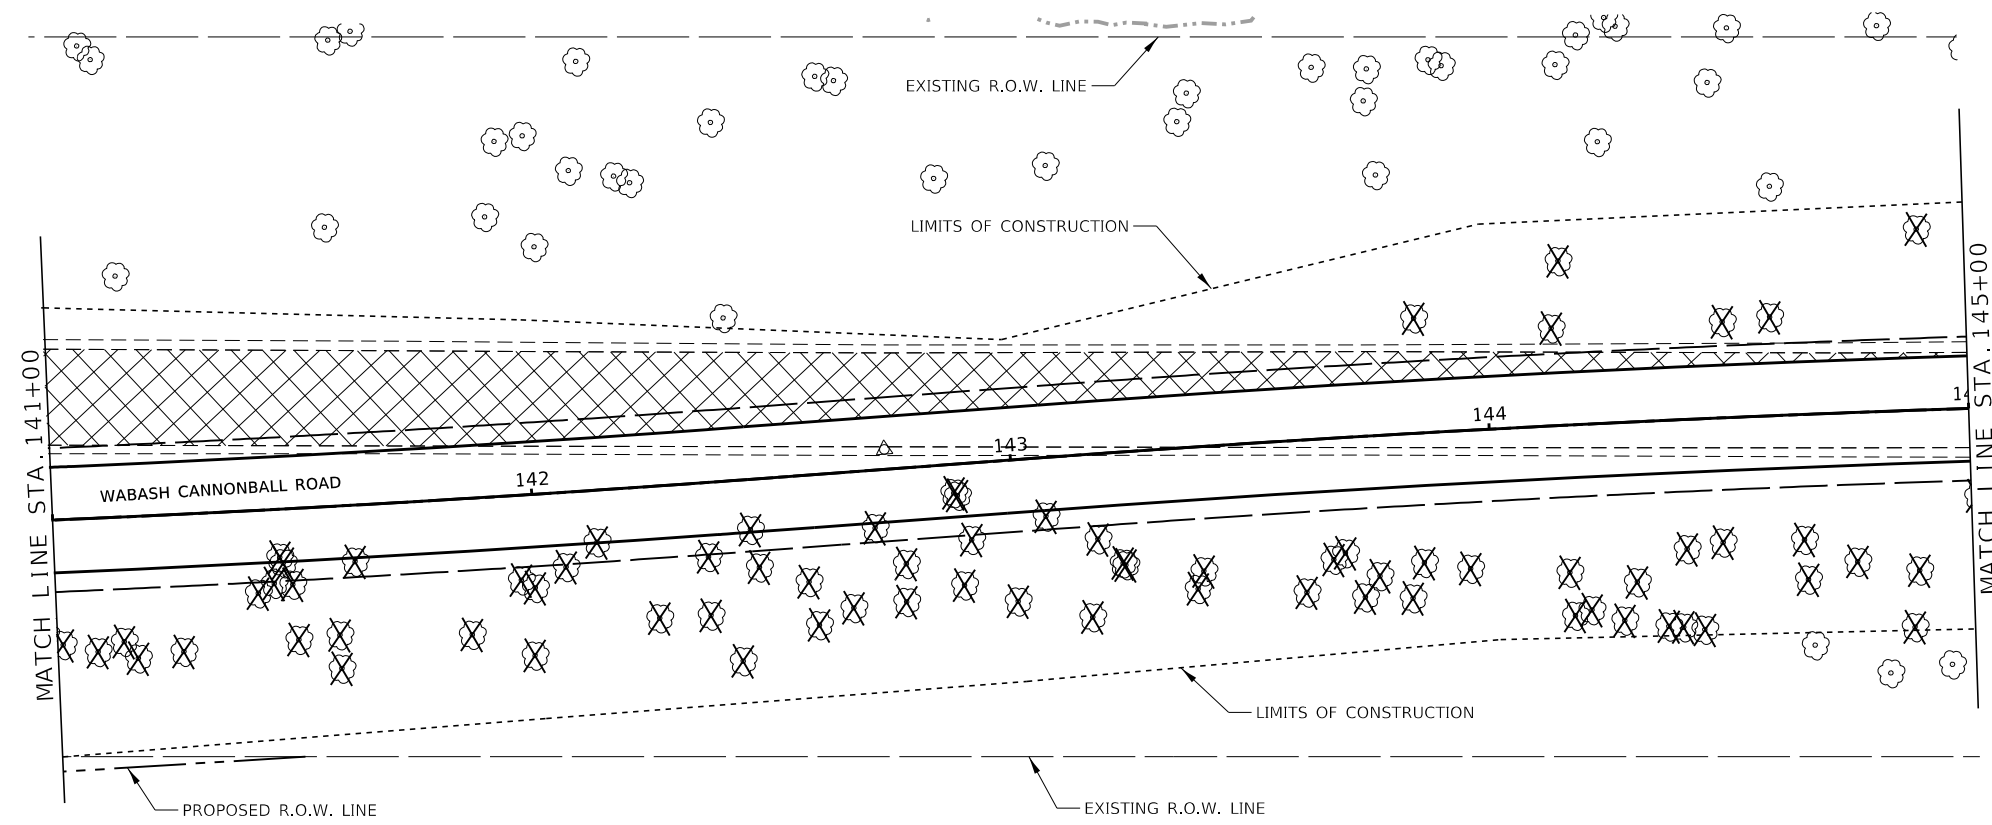 EXISTING R.O.W. LINE
LIMITS OF CONSTRUCTION
MATCH LINE STA. 141+00
MATCH LINE STA. 145+00
144
143
142
WABASH CANNONBALL ROAD
LIMITS OF CONSTRUCTION
PROPOSED R.O.W. LINE
EXISTING R.O.W. LINE